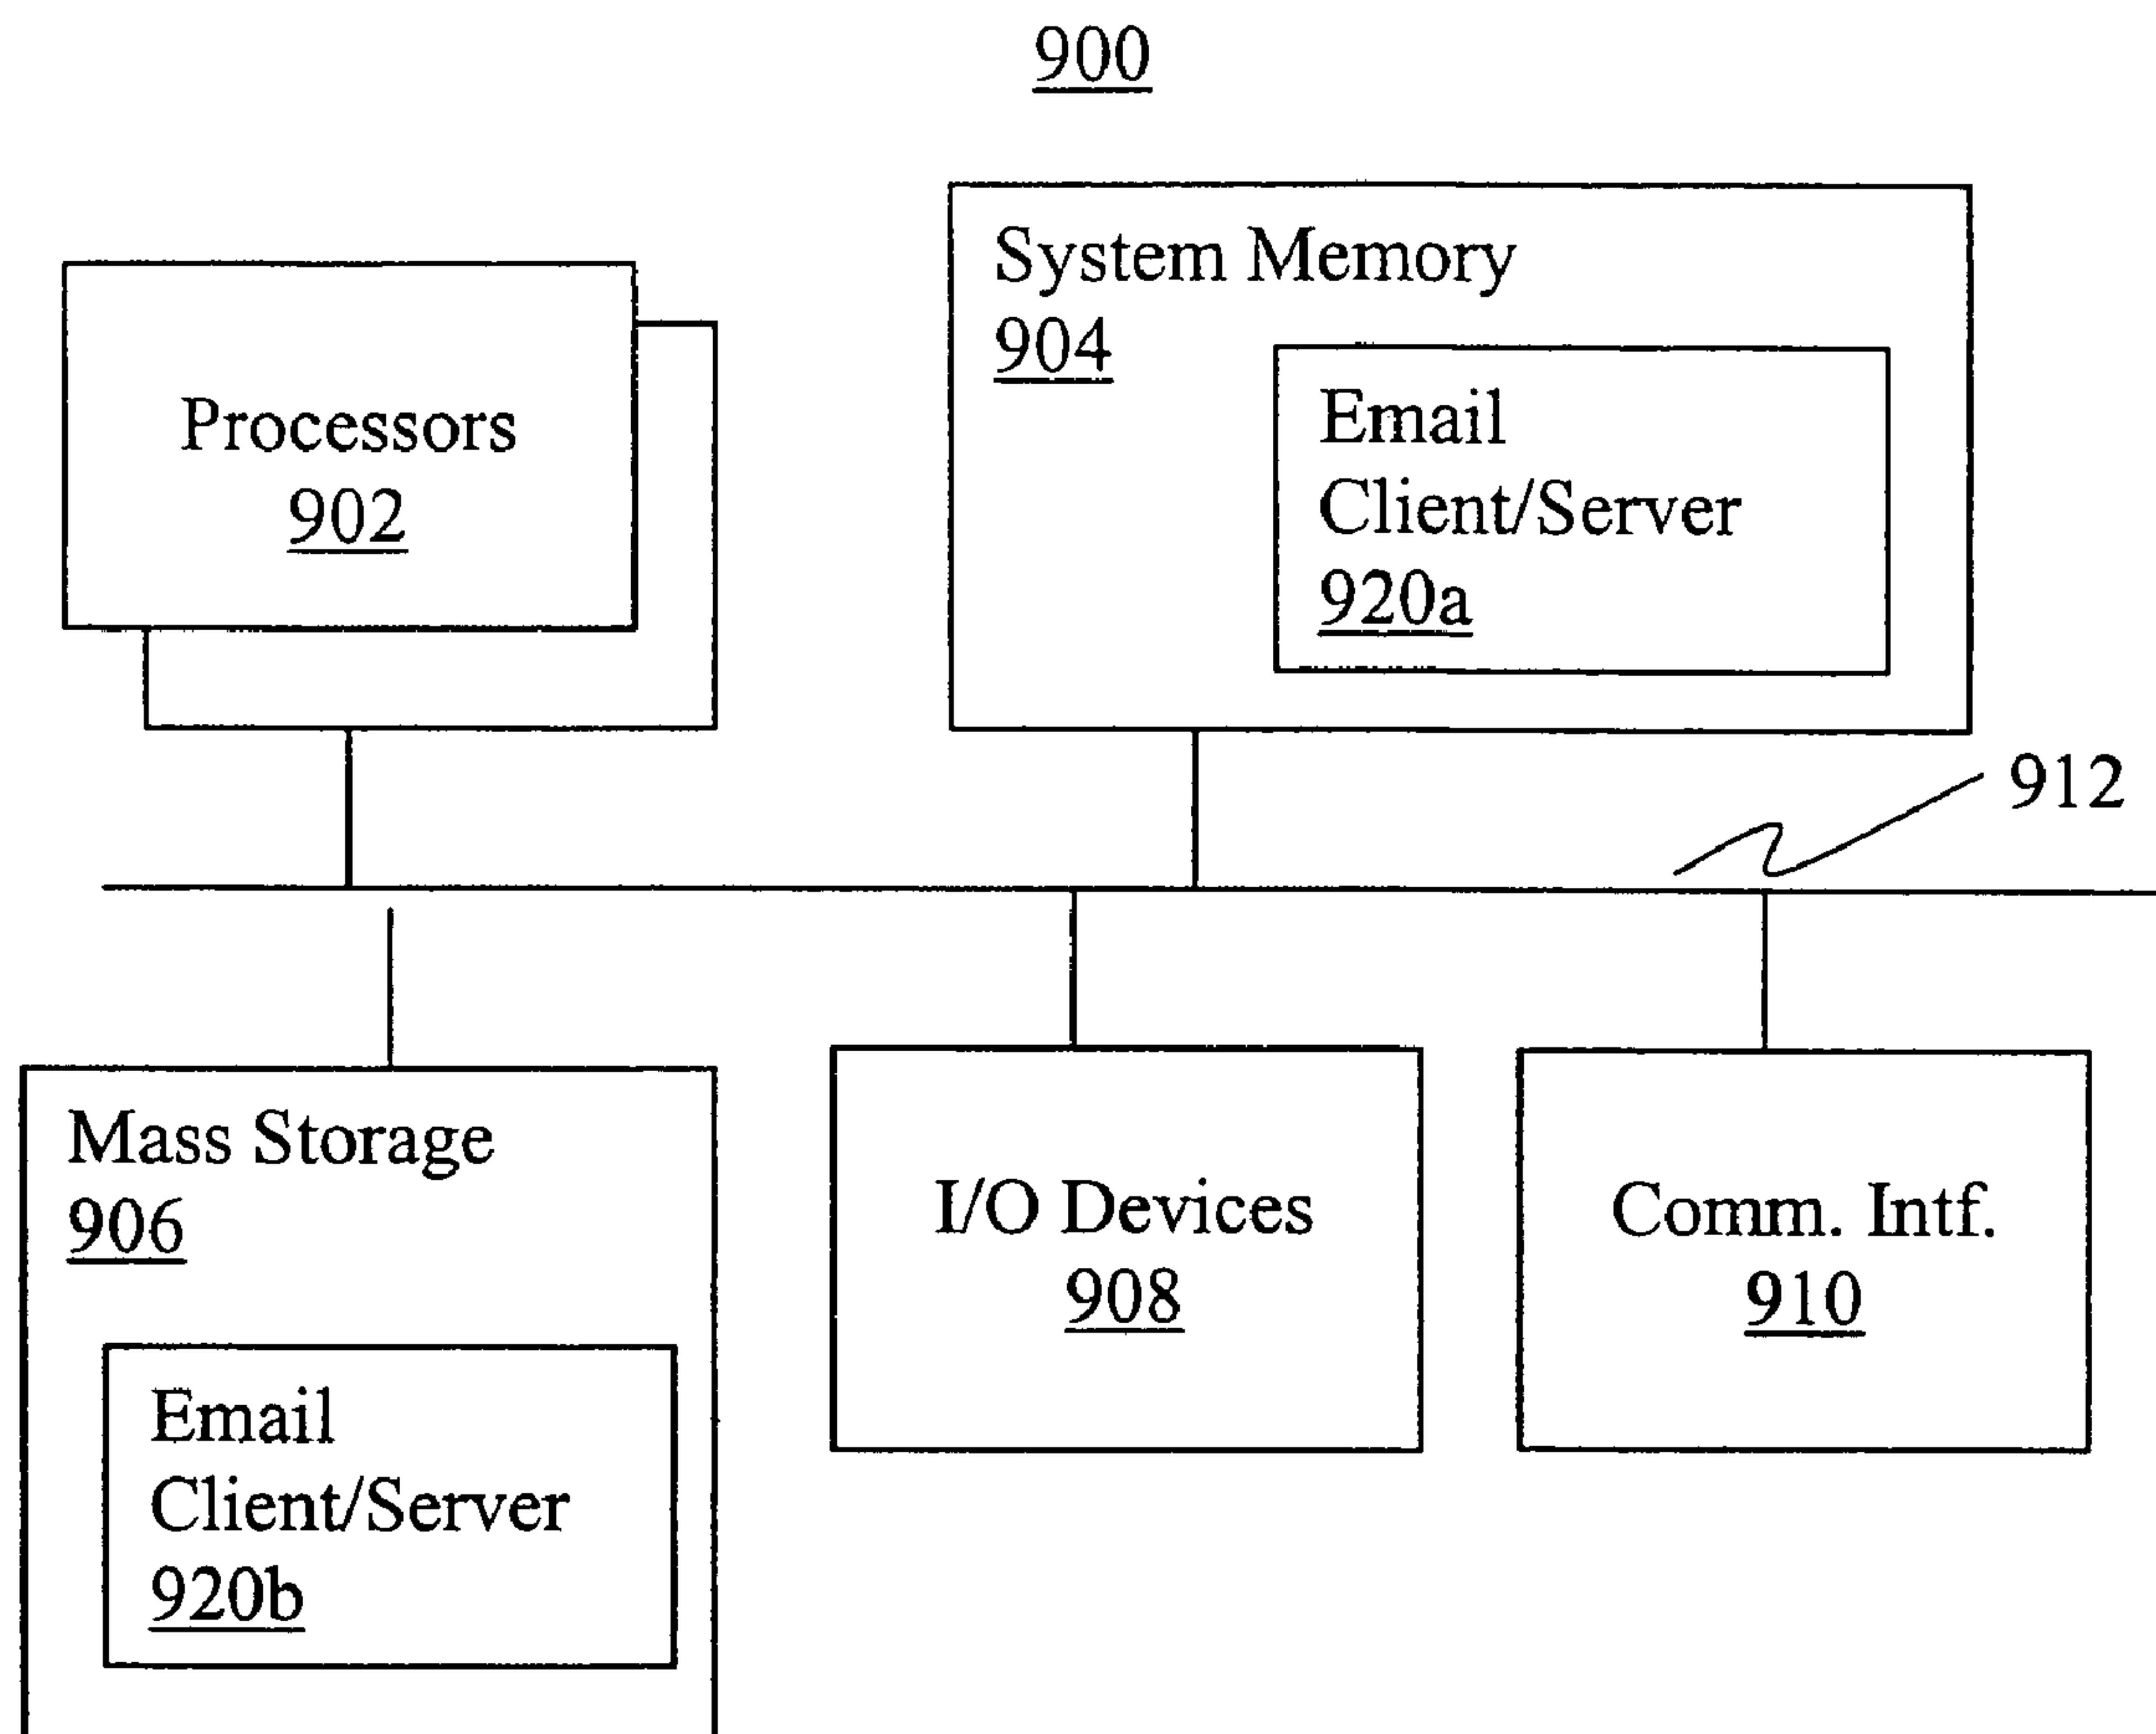 900
System Memory
904
Email
Client/Server
920a
Processors
902
912
Mass Storage
906
Email
Client/Server
920b
I/O Devices
908
Comm. Intf.
910